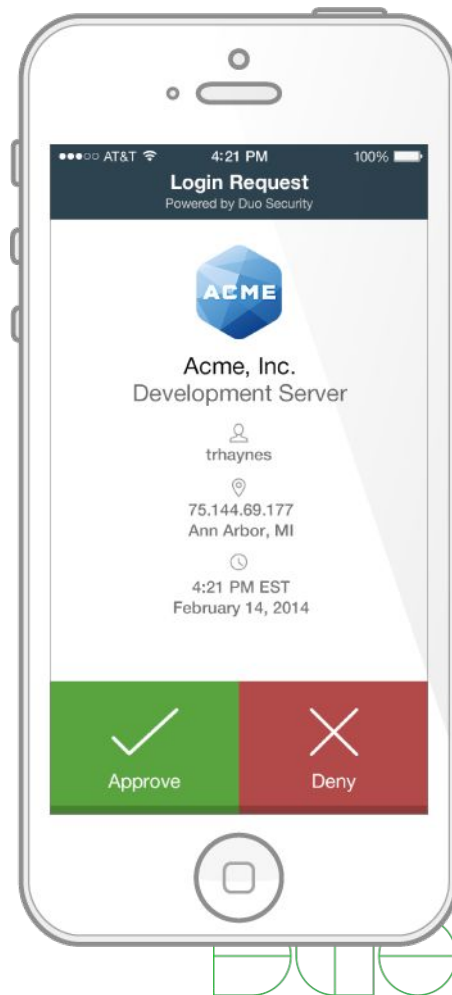 AT&T 4:21 PM 100%
Login Request
Powered by Duo Security
ACME
Acme, Inc.
Development Server
trhaynes
75.144.69.177
Ann Arbor, MI
4:21 PM EST
February 14, 2014
Approve Deny